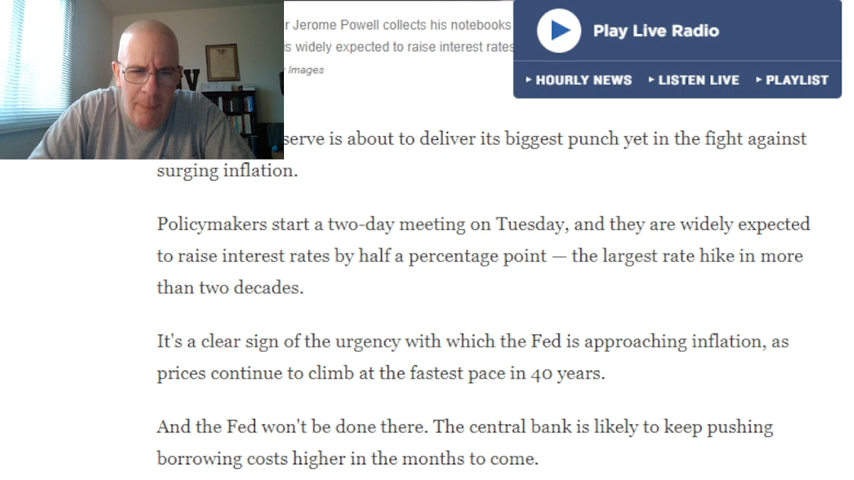 r Jerome Powell collects his notebooks
s widely expected to raise interest rates
Images
Play Live Radio
HOURLY NEWS LISTEN LIVE PLAYLIST
serve is about to deliver its biggest punch yet in the fight against
surging inflation.
Policymakers start a two-day meeting on Tuesday, and they are widely expected
to raise interest rates by half a percentage point — the largest rate hike in more
than two decades.
It's a clear sign of the urgency with which the Fed is approaching inflation, as
prices continue to climb at the fastest pace in 40 years.
And the Fed won't be done there. The central bank is likely to keep pushing
borrowing costs higher in the months to come.